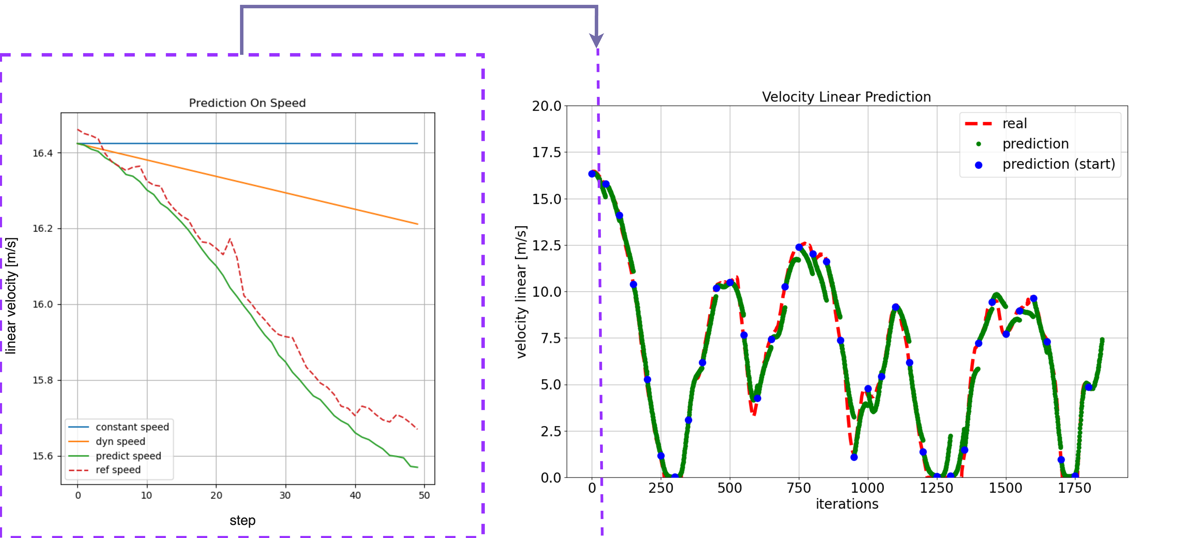 Prediction On Speed
linear velocity [m/s]
16.4
16.2
16.0
15.8
15.6
constant speed
dyn speed
predict speed
ref speed
0 10 20 30 40 50
step
Velocity Linear Prediction
velocity linear [m/s]
20.0
17.5
15.0
12.5
10.0
7.5
5.0
2.5
0.0
real
prediction
prediction (start)
0 250 500 750 1000 1250 1500 1750
iterations